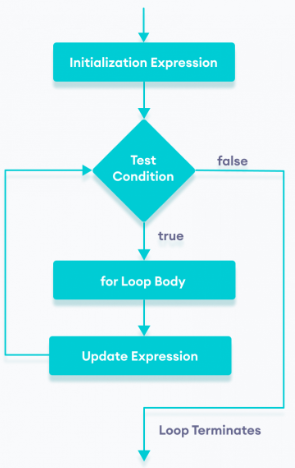 Initialization Expression
Test
Condition
false
true
for Loop Body
Update Expression
Loop Terminates